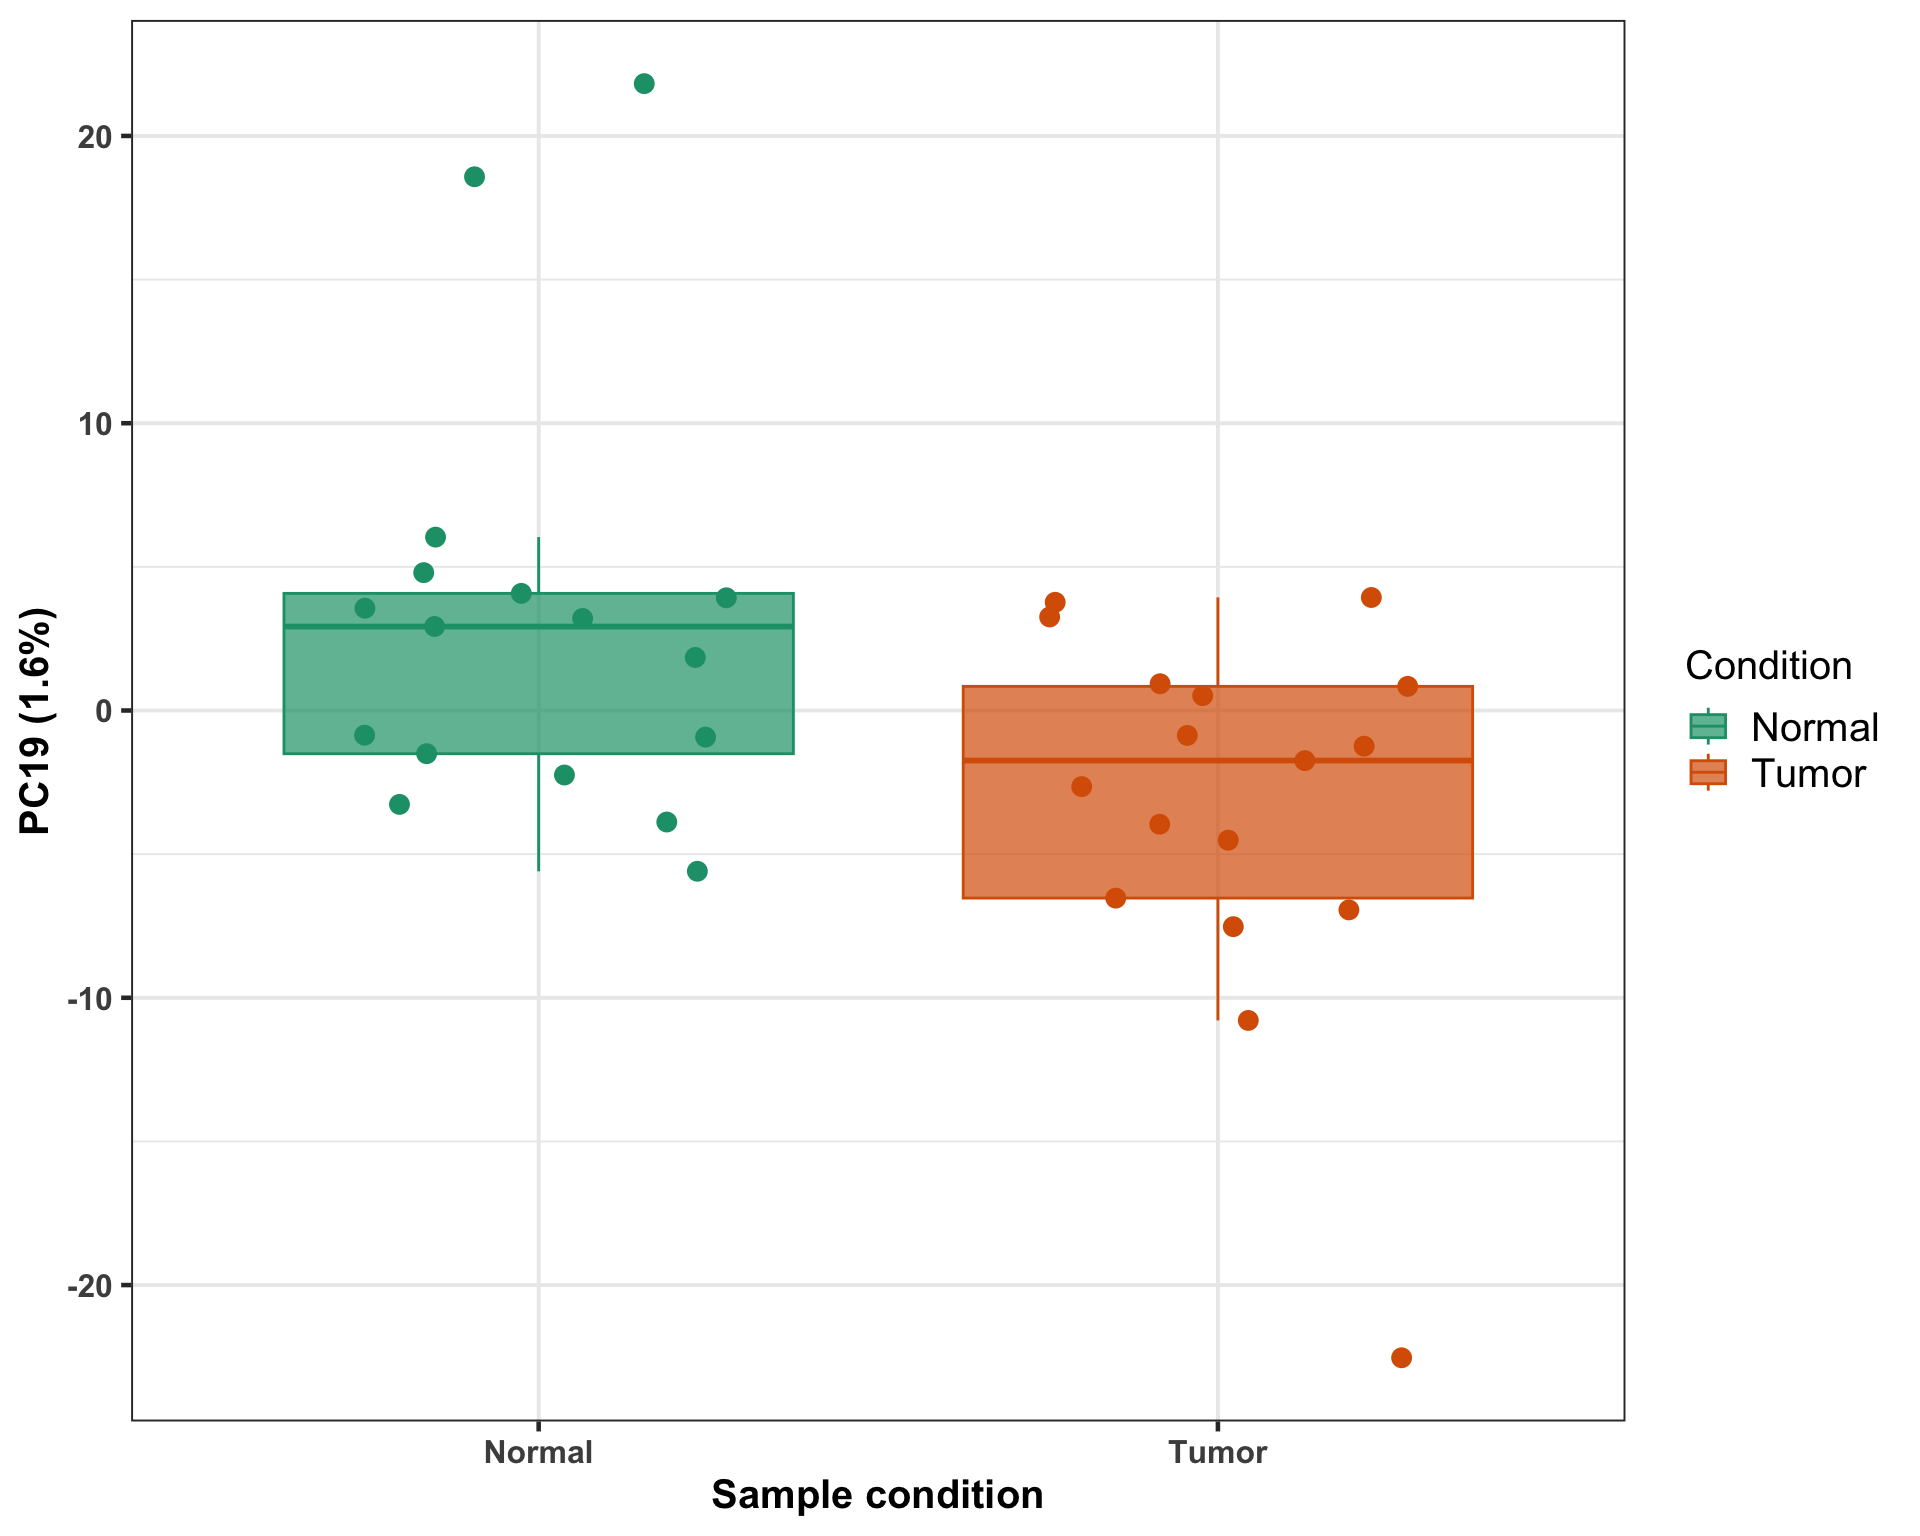 20
10
0
-10
-20
PC19 (1.6%)
Normal
Tumor
Sample condition
Condition
Normal
Tumor